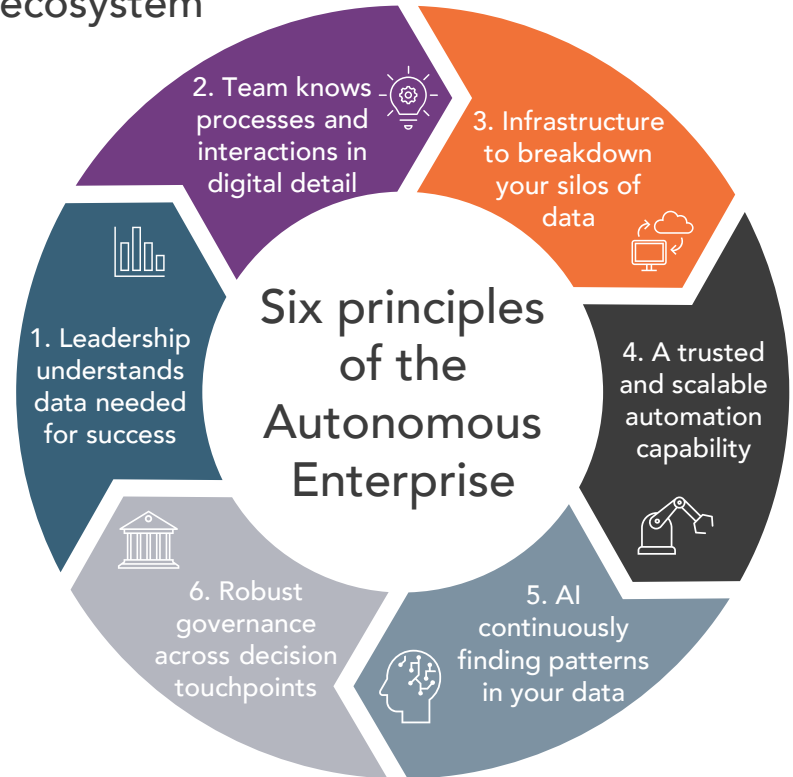 ecosystem
2. Team knows
processes and
interactions in
digital detail
3. Infrastructure
to breakdown
your silos of
data
Six principles
of the
Autonomous
Enterprise
1. Leadership
understands
data needed
for success
4. A trusted
and scalable
automation
capability
6. Robust
governance
across decision
touchpoints
5. AI
continuously
finding patterns
in your data